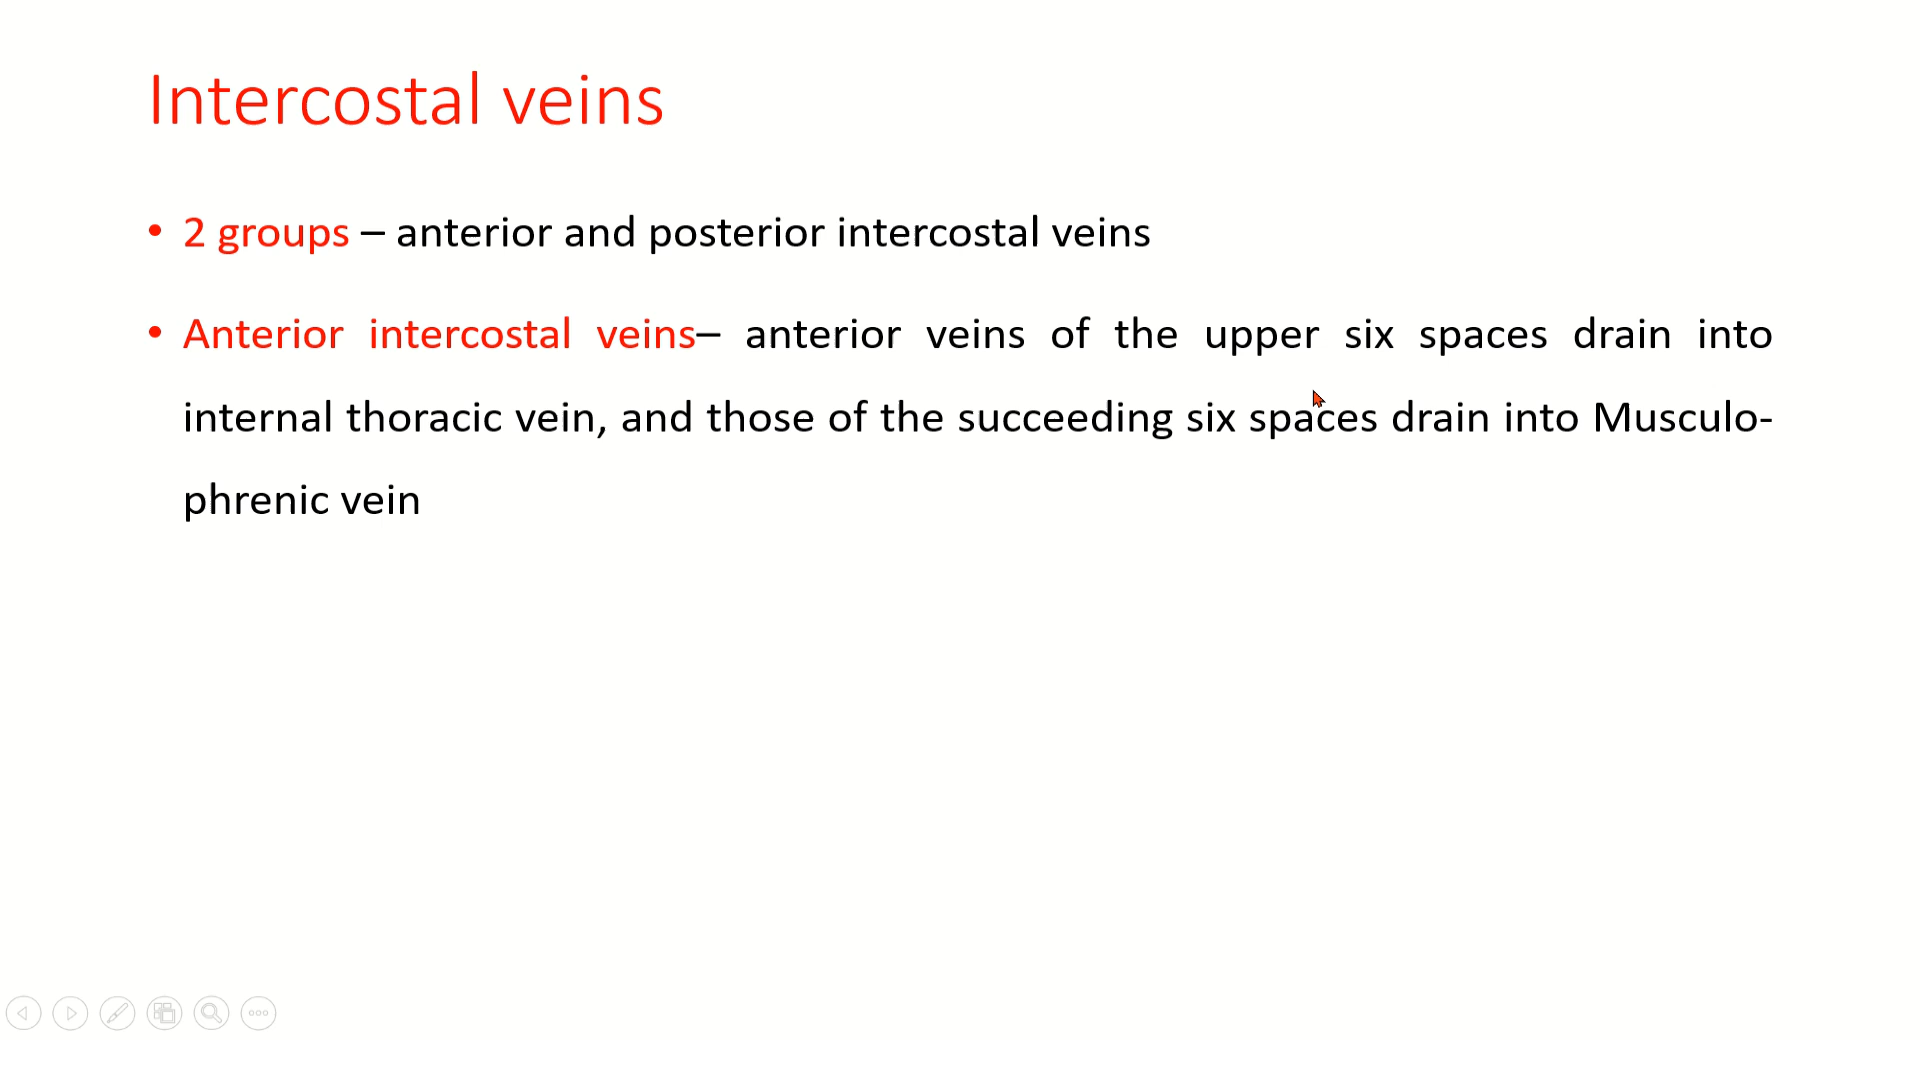 Intercostal veins
• 2 groups – anterior and posterior intercostal veins
• Anterior intercostal veins– anterior veins of the upper six spaces drain into
internal thoracic vein, and those of the succeeding six spaces drain into Musculo-
phrenic vein